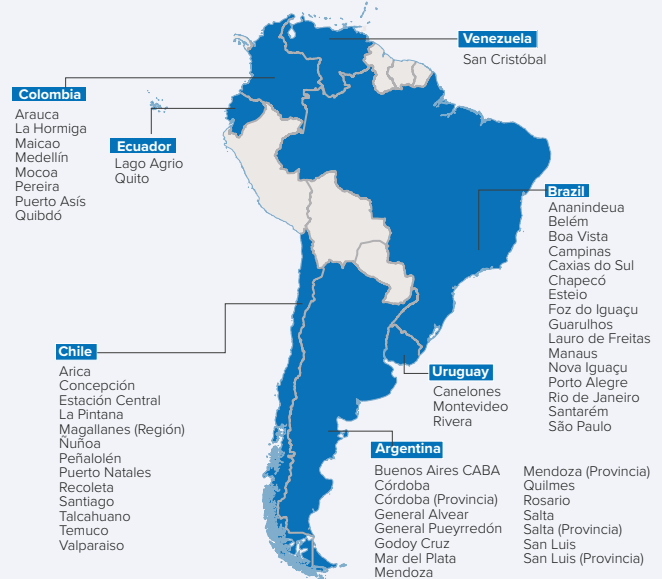 Venezuela
San Cristóbal
Colombia
Arauca
La Hormiga
Maicao
Medellín
Mocoa
Pereira
Puerto Asís
Quibdó
Ecuador
Lago Agrio
Quito
Brazil
Ananindeua
Belém
Boa Vista
Campinas
Caxias do Sul
Chapecó
Esteio
Foz do Iguaçu
Guarulhos
Lauro de Freitas
Manaus
Nova Iguaçu
Porto Alegre
Rio de Janeiro
Santarém
São Paulo
Chile
Arica
Concepción
Estación Central
La Pintana
Magallanes (Región)
Ñuñoa
Peñalolén
Puerto Natales
Recoleta
Santiago
Talcahuano
Temuco
Valparaiso
Uruguay
Canelones
Montevideo
Rivera
Argentina
Buenos Aires CABA
Córdoba
Córdoba (Provincia)
General Alvear
General Pueyrredón
Godoy Cruz
Mar del Plata
Mendoza
Mendoza (Provincia)
Quilmes
Rosario
Salta
Salta (Provincia)
San Luis
San Luis (Provincia)